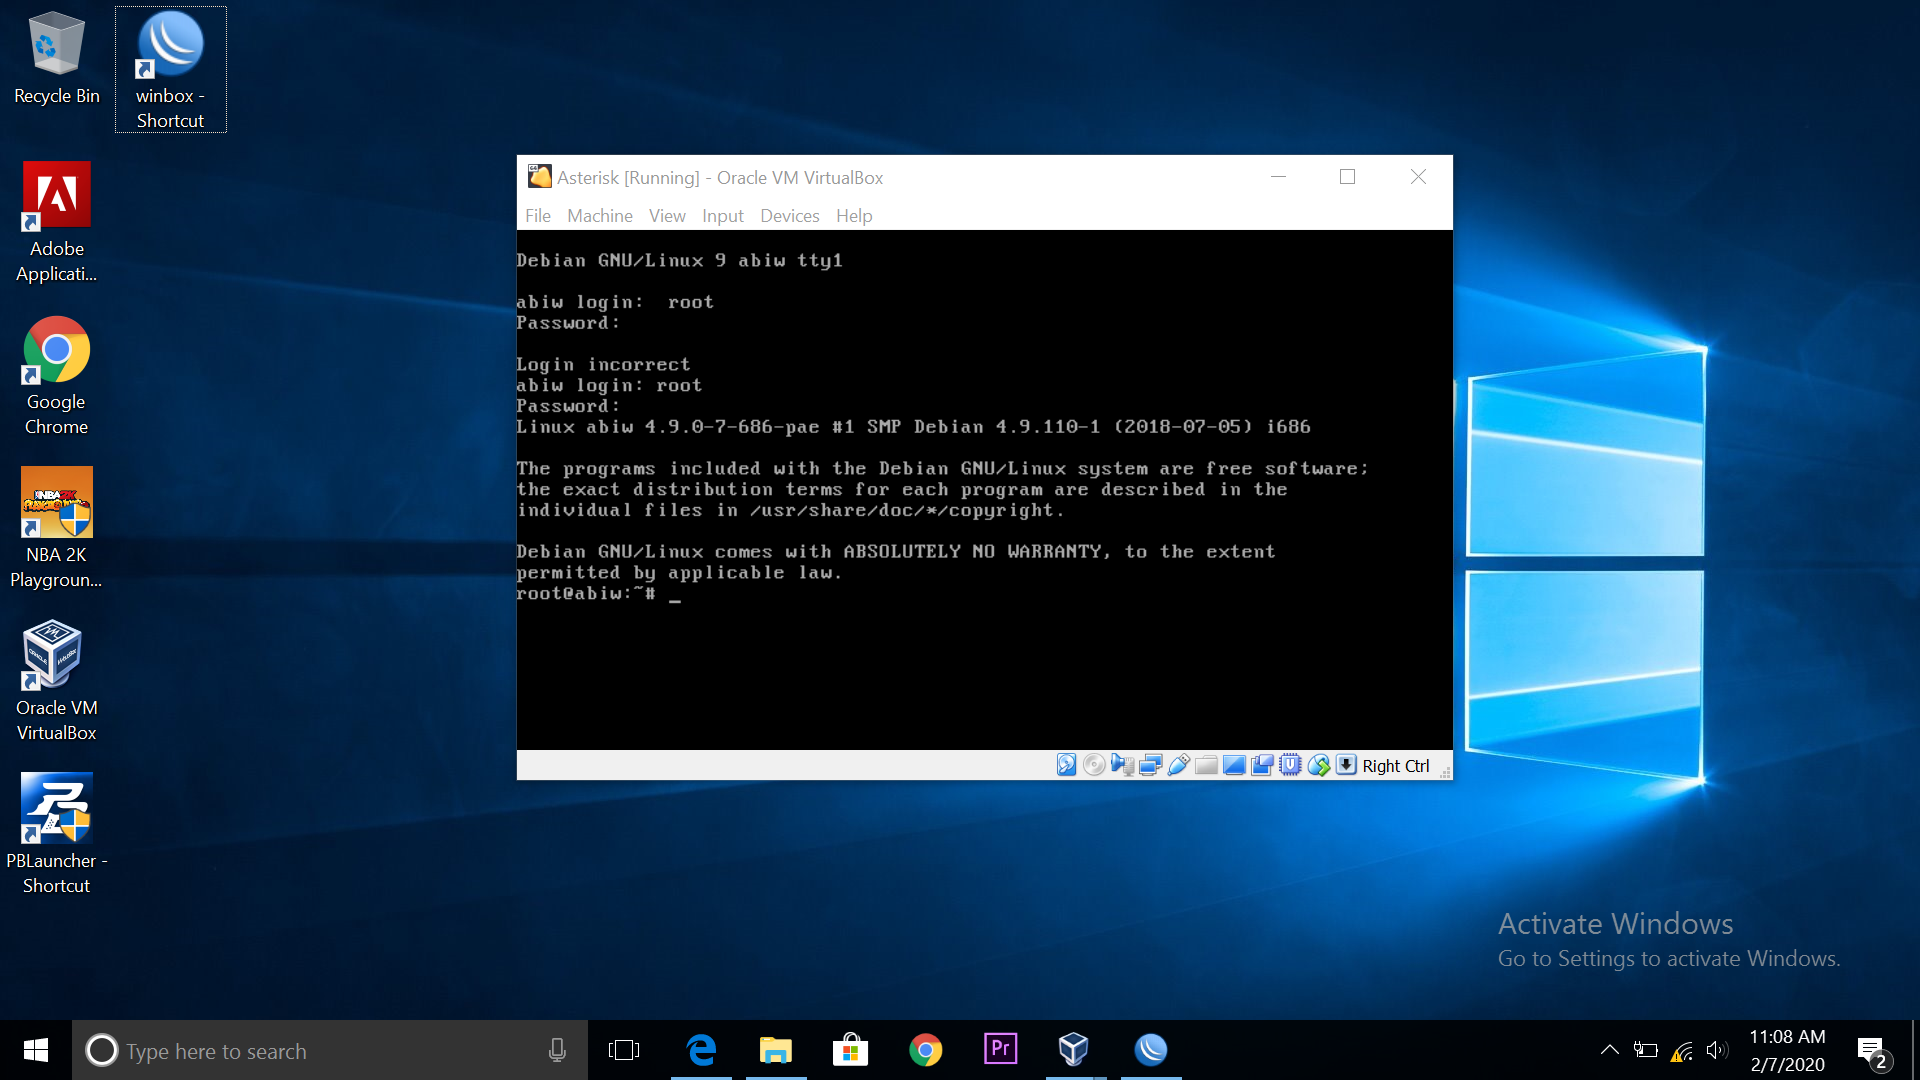 Recycle Bin
winbox -
Shortcut
Adobe
Applicati...
Google
Chrome
NBA 2K
Playgroun...
Oracle VM
VirtualBox
PBLauncher -
Shortcut
Asterisk [Running] - Oracle VM VirtualBox
File Machine View Input Devices Help
Debian GNU/Linux 9 abiw tty1
abiw login:  root
Password:
Login incorrect
abiw login: root
Password:
Linux abiw 4.9.0-7-686-pae #1 SMP Debian 4.9.110-1 (2018-07-05) i686
The programs included with the Debian GNU/Linux system are free software;
the exact distribution terms for each program are described in the
individual files in /usr/share/doc/*/copyright.
Debian GNU/Linux comes with ABSOLUTELY NO WARRANTY, to the extent
permitted by applicable law.
root@abiw:~# _
Right Ctrl
Activate Windows
Go to Settings to activate Windows.
Type here to search
Pr
11:08 AM
2/7/2020
2